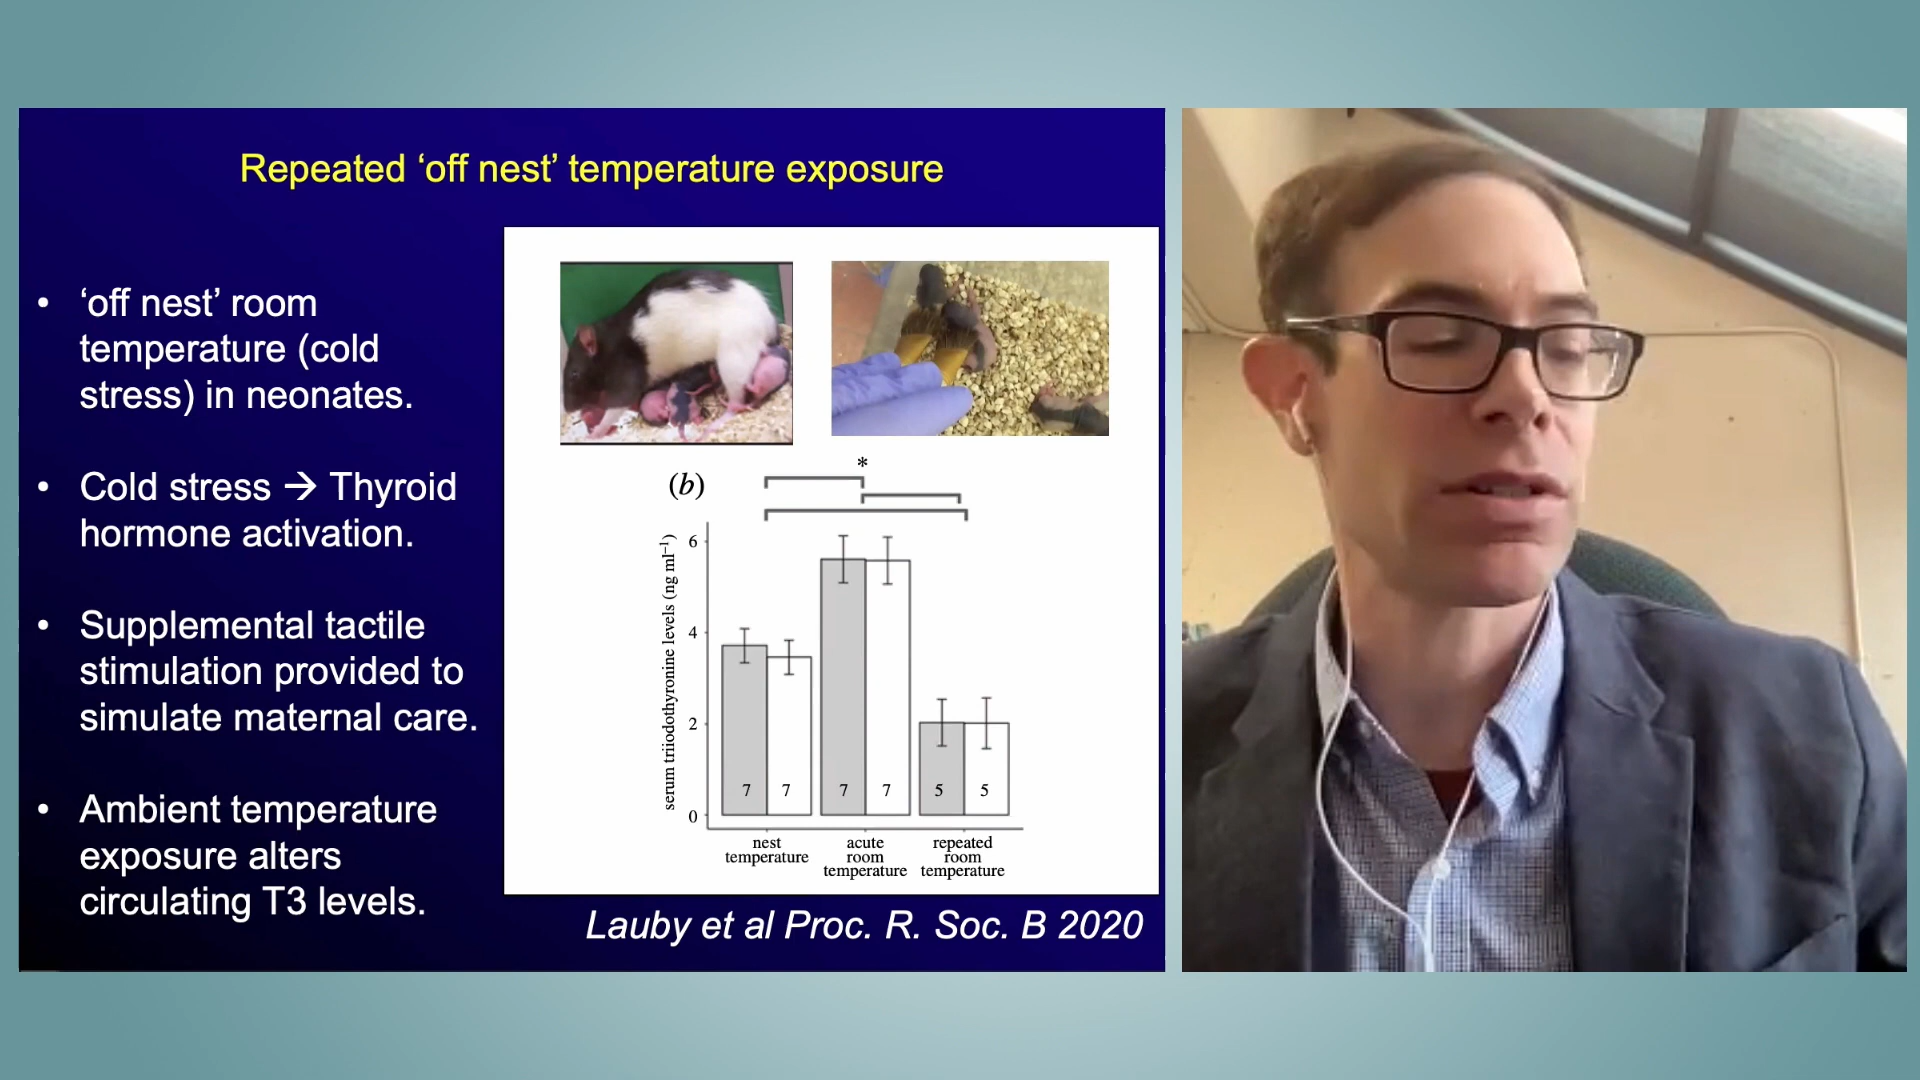 Repeated ‘off nest’ temperature exposure
• ‘off nest’ room
temperature (cold
stress) in neonates.
• Cold stress → Thyroid
hormone activation.
• Supplemental tactile
stimulation provided to
simulate maternal care.
• Ambient temperature
exposure alters
circulating T3 levels.
(b)
*
serum triiodothyronine levels (ng ml⁻¹)
6
4
2
0
7 7 7 7 5 5
nest
temperature
acute
room
temperature
repeated
room
temperature
Lauby et al Proc. R. Soc. B 2020